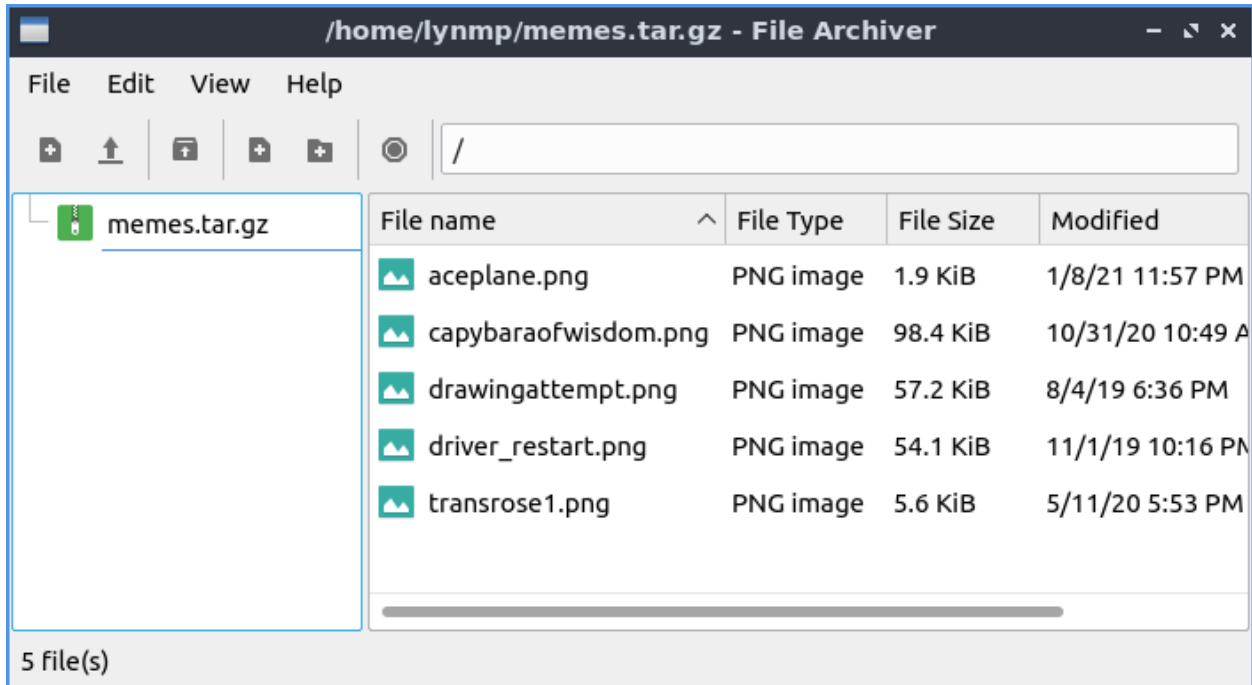 /home/lynmp/memes.tar.gz - File Archiver
File Edit View Help
/
memes.tar.gz
File name File Type File Size Modified
aceplane.png PNG image 1.9 KiB 1/8/21 11:57 PM
capybaraofwisdom.png PNG image 98.4 KiB 10/31/20 10:49 A
drawingattempt.png PNG image 57.2 KiB 8/4/19 6:36 PM
driver_restart.png PNG image 54.1 KiB 11/1/19 10:16 PM
transrose1.png PNG image 5.6 KiB 5/11/20 5:53 PM
5 file(s)